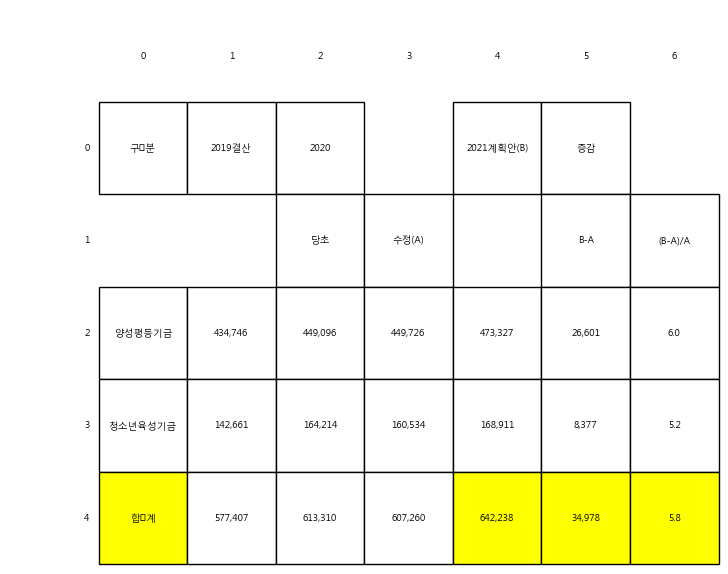 0 1 2 3 4 5 6
0 구분 2019결산 2020 2021계획안(B) 증감
1 당초 수정(A) B-A (B-A)/A
2 양성평등기금 434,746 449,096 449,726 473,327 26,601 6.0
3 청소년육성기금 142,661 164,214 160,534 168,911 8,377 5.2
4 합계 577,407 613,310 607,260 642,238 34,978 5.8